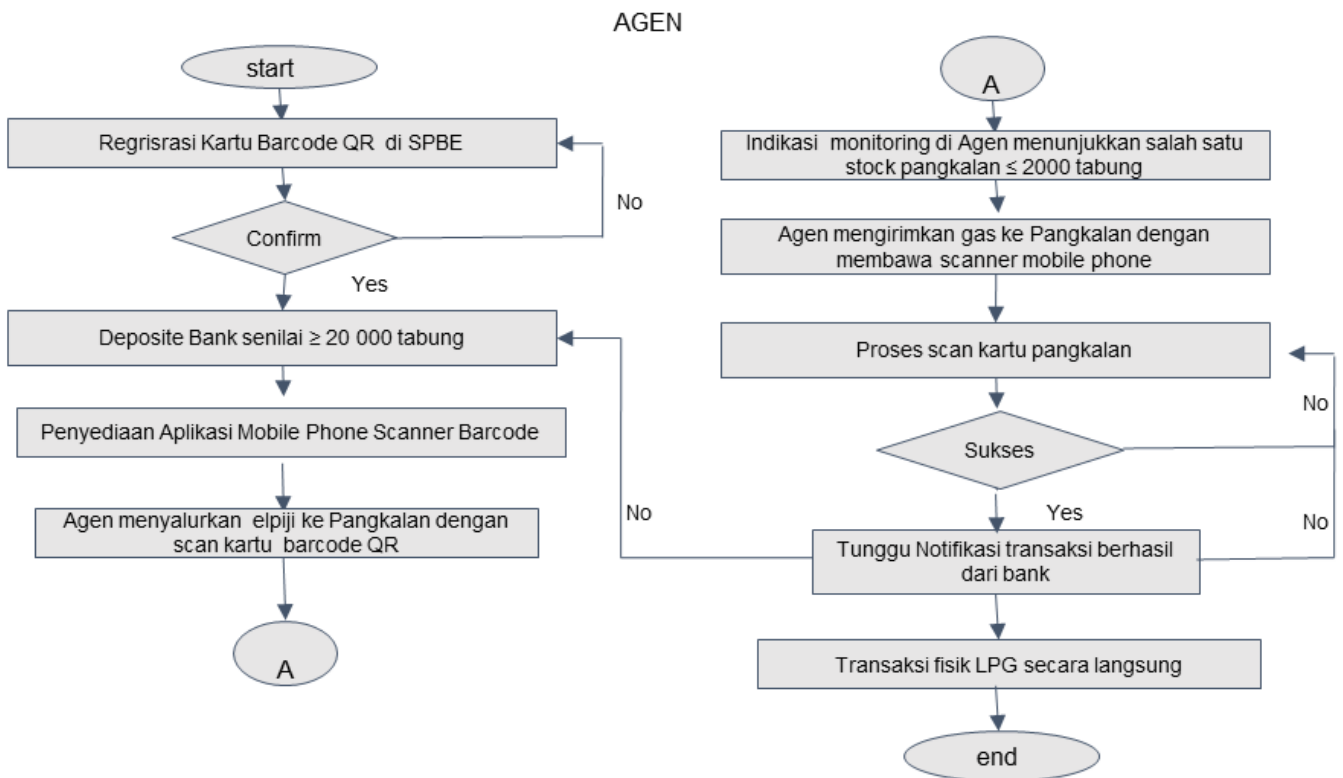 AGEN
start
Regrisrasi Kartu Barcode QR di SPBE
No
Confirm
Yes
Deposite Bank senilai ≥ 20 000 tabung
Penyediaan Aplikasi Mobile Phone Scanner Barcode
Agen menyalurkan elpiji ke Pangkalan dengan
scan kartu barcode QR
A
A
Indikasi monitoring di Agen menunjukkan salah satu
stock pangkalan ≤ 2000 tabung
Agen mengirimkan gas ke Pangkalan dengan
membawa scanner mobile phone
Proses scan kartu pangkalan
No
Sukses
Yes
No
No
Tunggu Notifikasi transaksi berhasil
dari bank
Transaksi fisik LPG secara langsung
end